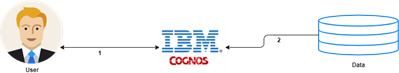 1
2
IBM
COGNOS
User
Data